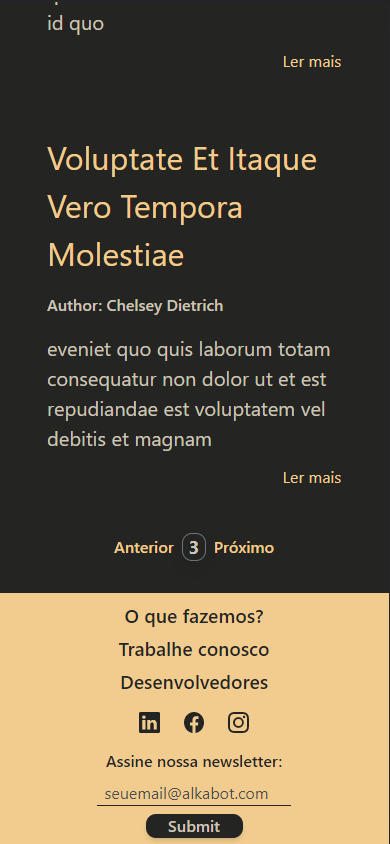 id quo
Ler mais
Voluptate Et Itaque
Vero Tempora
Molestiae
Author: Chelsey Dietrich
eveniet quo quis laborum totam
consequatur non dolor ut et est
repudiandae est voluptatem vel
debitis et magnam
Ler mais
Anterior 3 Próximo
O que fazemos?
Trabalhe conosco
Desenvolvedores
Assine nossa newsletter:
seuemail@alkabot.com
Submit